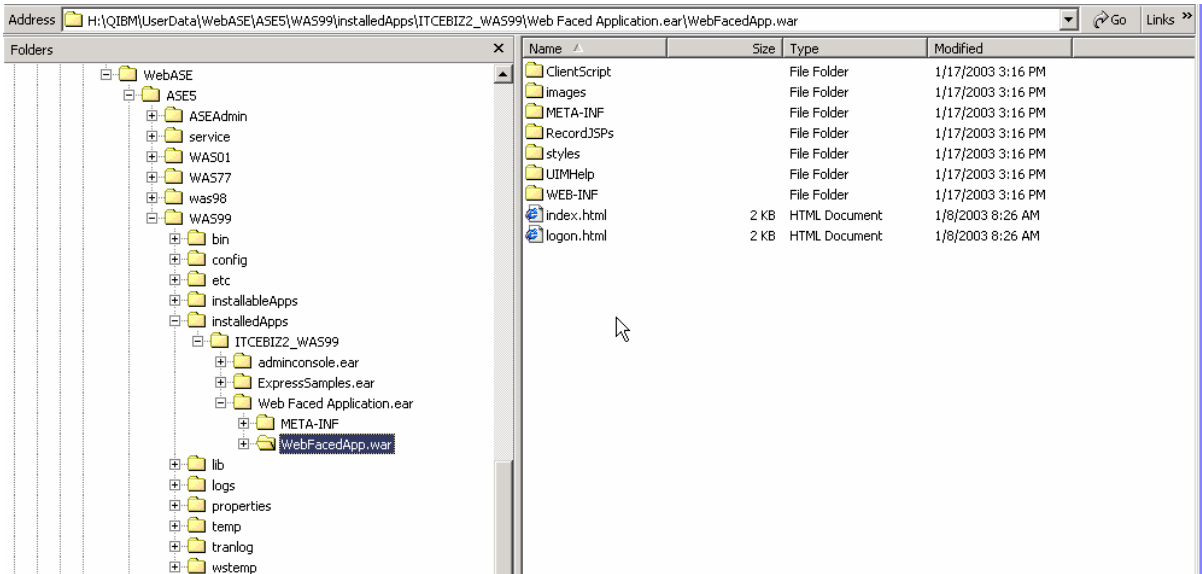 Address H:\QIBM\UserData\WebASE\ASE5\WAS99\installedApps\ITCEBIZ2_WAS99\Web Faced Application.ear\WebFacedApp.war Go Links »
Folders
WebASE
ASE5
ASEAdmin
service
WAS01
WAS77
was98
WAS99
bin
config
etc
installableApps
installedApps
ITCEBIZ2_WAS99
adminconsole.ear
ExpressSamples.ear
Web Faced Application.ear
META-INF
WebFacedApp.war
lib
logs
properties
temp
tranlog
wstemp
Name Size Type Modified
ClientScript File Folder 1/17/2003 3:16 PM
images File Folder 1/17/2003 3:16 PM
META-INF File Folder 1/17/2003 3:16 PM
RecordJSPs File Folder 1/17/2003 3:16 PM
styles File Folder 1/17/2003 3:16 PM
UIMHelp File Folder 1/17/2003 3:16 PM
WEB-INF File Folder 1/17/2003 3:16 PM
index.html 2 KB HTML Document 1/8/2003 8:26 AM
logon.html 2 KB HTML Document 1/8/2003 8:26 AM